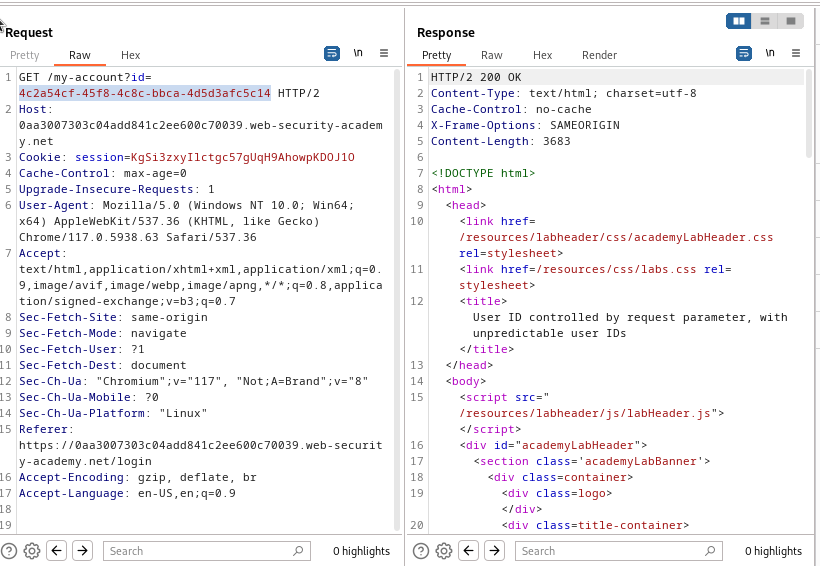 Request
Pretty Raw Hex
\n
1 GET /my-account?id=
4c2a54cf-45f8-4c8c-bbca-4d5d3afc5c14 HTTP/2
2 Host:
0aa3007303c04add841c2ee600c70039.web-security-academ
y.net
3 Cookie: session=KgSi3zxyIlctgc57gUqH9AhowpKDOJ1O
4 Cache-Control: max-age=0
5 Upgrade-Insecure-Requests: 1
6 User-Agent: Mozilla/5.0 (Windows NT 10.0; Win64;
x64) AppleWebKit/537.36 (KHTML, like Gecko)
Chrome/117.0.5938.63 Safari/537.36
7 Accept:
text/html,application/xhtml+xml,application/xml;q=0.
9,image/avif,image/webp,image/apng,*/*;q=0.8,applica
tion/signed-exchange;v=b3;q=0.7
8 Sec-Fetch-Site: same-origin
9 Sec-Fetch-Mode: navigate
10 Sec-Fetch-User: ?1
11 Sec-Fetch-Dest: document
12 Sec-Ch-Ua: "Chromium";v="117", "Not;A=Brand";v="8"
13 Sec-Ch-Ua-Mobile: ?0
14 Sec-Ch-Ua-Platform: "Linux"
15 Referer:
https://0aa3007303c04add841c2ee600c70039.web-securit
y-academy.net/login
16 Accept-Encoding: gzip, deflate, br
17 Accept-Language: en-US,en;q=0.9
18
19
Search
0 highlights
Response
Pretty Raw Hex Render
\n
1 HTTP/2 200 OK
2 Content-Type: text/html; charset=utf-8
3 Cache-Control: no-cache
4 X-Frame-Options: SAMEORIGIN
5 Content-Length: 3683
6
7 <!DOCTYPE html>
8 <html>
9 <head>
10 <link href=
/resources/labheader/css/academyLabHeader.css
rel=stylesheet>
11 <link href=/resources/css/labs.css rel=
stylesheet>
12 <title>
User ID controlled by request parameter, with
unpredictable user IDs
</title>
13 </head>
14 <body>
15 <script src="
/resources/labheader/js/labHeader.js">
</script>
16 <div id="academyLabHeader">
17 <section class='academyLabBanner'>
18 <div class=container>
19 <div class=logo>
</div>
20 <div class=title-container>
Search
0 highlights